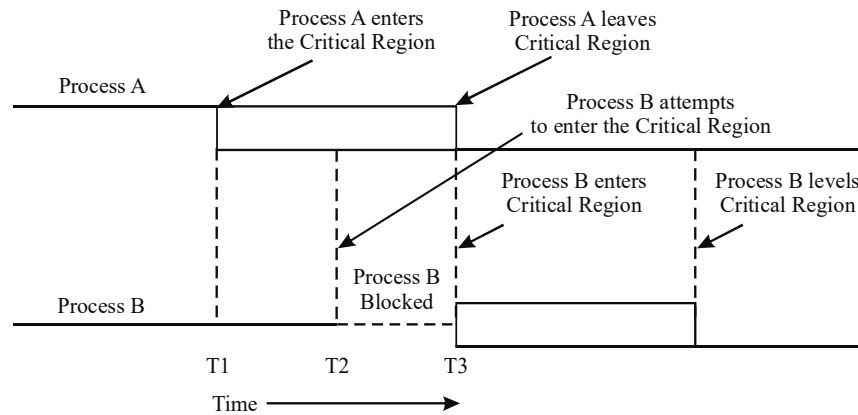 Process A enters
the Critical Region
Process A leaves
Critical Region
Process A
Process B attempts
to enter the Critical Region
Process B enters
Critical Region
Process B levels
Critical Region
Process B
Blocked
Process B
T1
T2
T3
Time